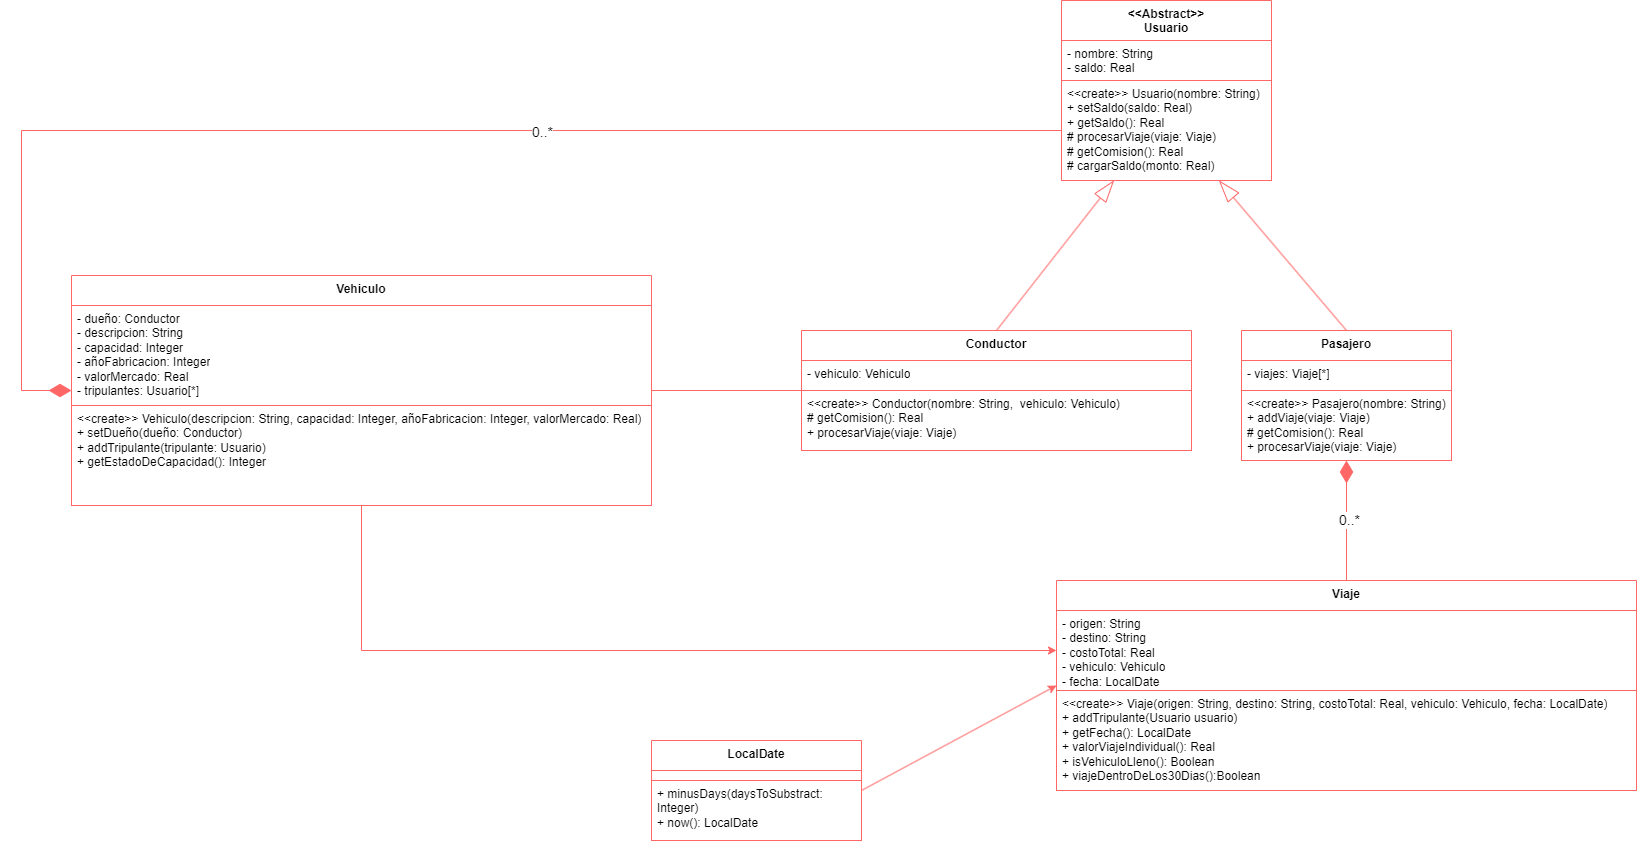 <<Abstract>>
Usuario
- nombre: String
- saldo: Real
<<create>> Usuario(nombre: String)
+ setSaldo(saldo: Real)
+ getSaldo(): Real
# procesarViaje(viaje: Viaje)
# getComision(): Real
# cargarSaldo(monto: Real)
0..*
Vehiculo
- dueño: Conductor
- descripcion: String
- capacidad: Integer
- añoFabricacion: Integer
- valorMercado: Real
- tripulantes: Usuario[*]
<<create>> Vehiculo(descripcion: String, capacidad: Integer, añoFabricacion: Integer, valorMercado: Real)
+ setDueño(dueño: Conductor)
+ addTripulante(tripulante: Usuario)
+ getEstadoDeCapacidad(): Integer
Conductor
- vehiculo: Vehiculo
<<create>> Conductor(nombre: String, vehiculo: Vehiculo)
# getComision(): Real
+ procesarViaje(viaje: Viaje)
Pasajero
- viajes: Viaje[*]
<<create>> Pasajero(nombre: String)
+ addViaje(viaje: Viaje)
# getComision(): Real
+ procesarViaje(viaje: Viaje)
0..*
Viaje
- origen: String
- destino: String
- costoTotal: Real
- vehiculo: Vehiculo
- fecha: LocalDate
<<create>> Viaje(origen: String, destino: String, costoTotal: Real, vehiculo: Vehiculo, fecha: LocalDate)
+ addTripulante(Usuario usuario)
+ getFecha(): LocalDate
+ valorViajeIndividual(): Real
+ isVehiculoLleno(): Boolean
+ viajeDentroDeLos30Dias():Boolean
LocalDate
+ minusDays(daysToSubstract:
Integer)
+ now(): LocalDate